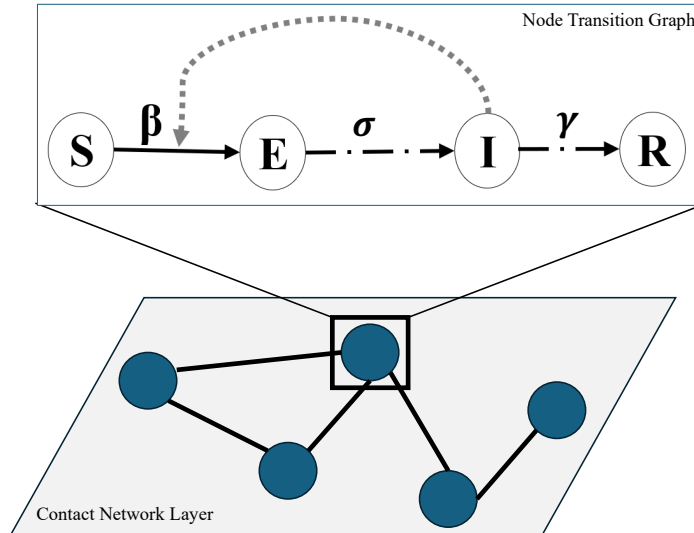 Node Transition Graph
β σ γ
S E I R
Contact Network Layer